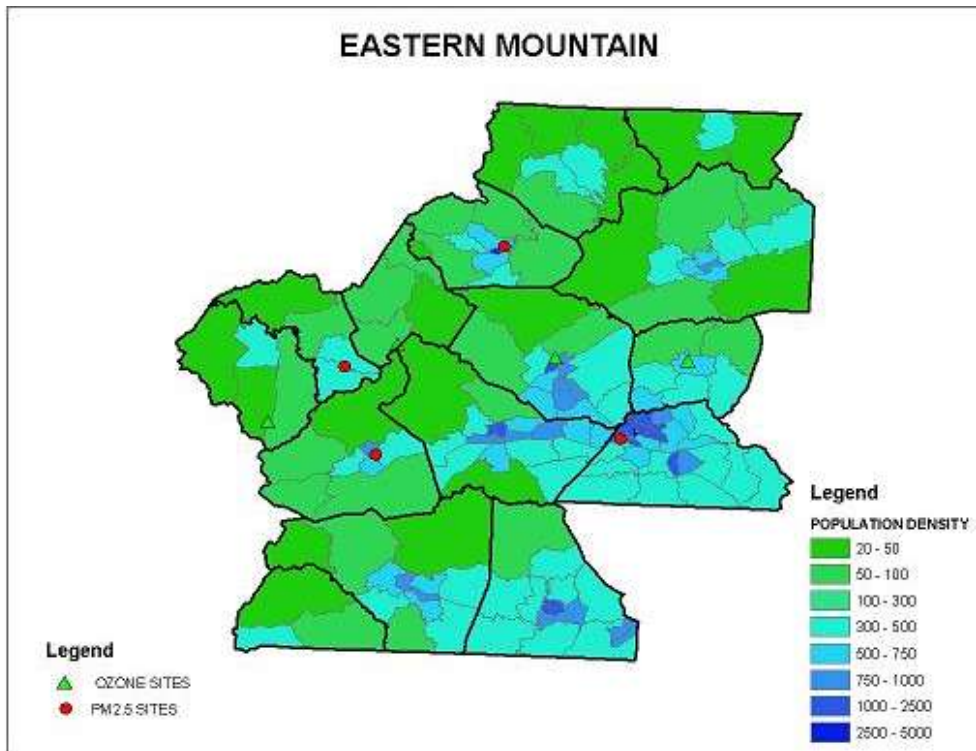 EASTERN MOUNTAIN
Legend
POPULATION DENSITY
20 - 50
50 - 100
100 - 300
300 - 500
500 - 750
750 - 1000
1000 - 2500
2500 - 5000
Legend
OZONE SITES
PM2.5 SITES